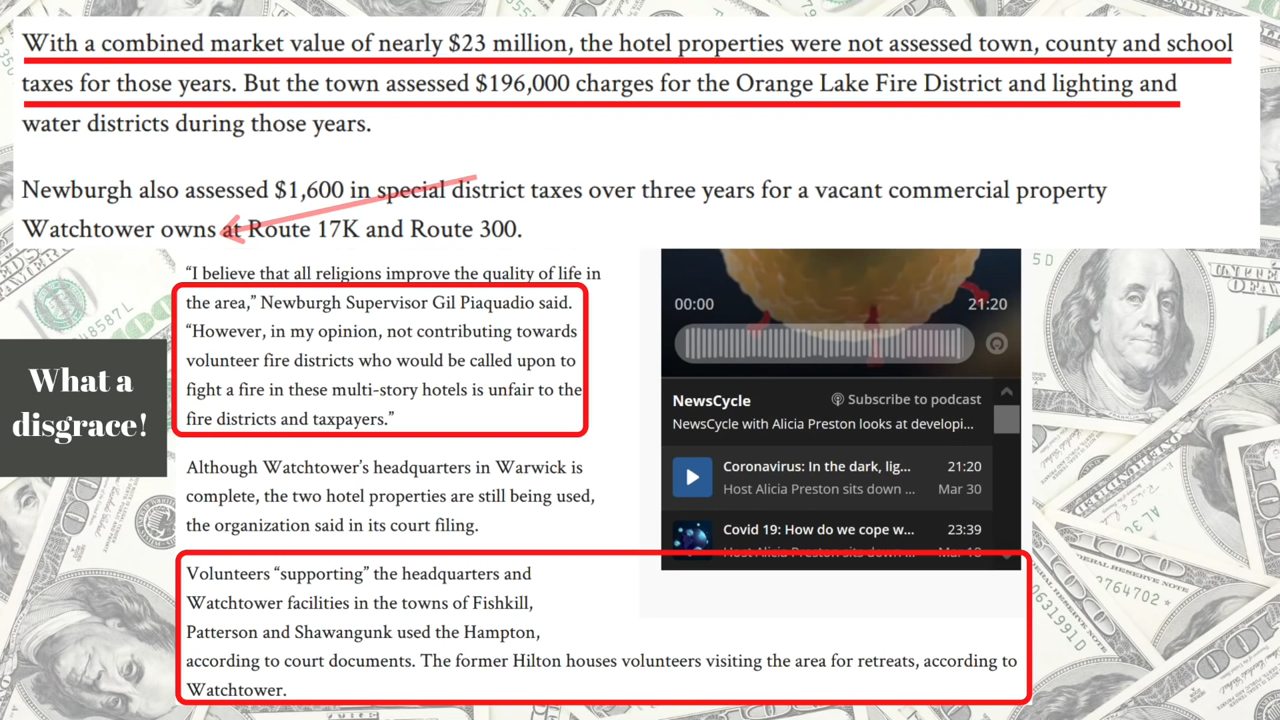 With a combined market value of nearly $23 million, the hotel properties were not assessed town, county and school
taxes for those years. But the town assessed $196,000 charges for the Orange Lake Fire District and lighting and
water districts during those years.
Newburgh also assessed $1,600 in special district taxes over three years for a vacant commercial property
Watchtower owns at Route 17K and Route 300.
“I believe that all religions improve the quality of life in
the area,” Newburgh Supervisor Gil Piaquadio said.
“However, in my opinion, not contributing towards
volunteer fire districts who would be called upon to
fight a fire in these multi-story hotels is unfair to the
fire districts and taxpayers.”
Although Watchtower’s headquarters in Warwick is
complete, the two hotel properties are still being used,
the organization said in its court filing.
Volunteers “supporting” the headquarters and
Watchtower facilities in the towns of Fishkill,
Patterson and Shawangunk used the Hampton,
according to court documents. The former Hilton houses volunteers visiting the area for retreats, according to
Watchtower.
What a
disgrace!
00:00 21:20
NewsCycle Subscribe to podcast
NewsCycle with Alicia Preston looks at developi...
Coronavirus: In the dark, lig... 21:20
Host Alicia Preston sits down ... Mar 30
Covid 19: How do we cope w... 23:39
Host Alicia Preston sits down ...